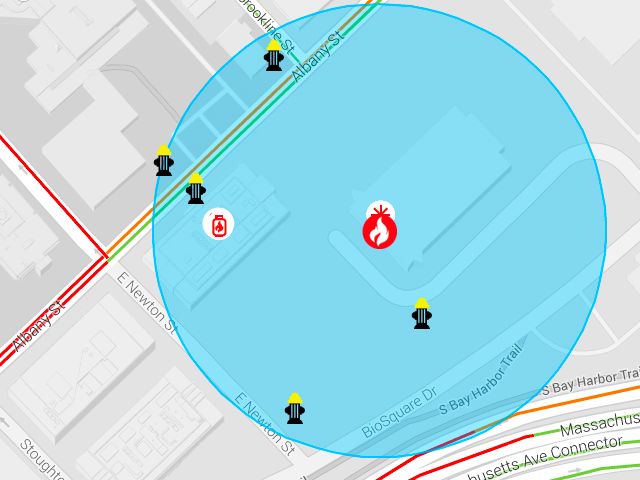 Brookline St
Albany St
E Newton St
Albany St
E Newton St
BioSquare Dr
S Bay Harbor Trail
S Bay Harbor Trai
Massachus
husetts Ave Connector
Stoughto